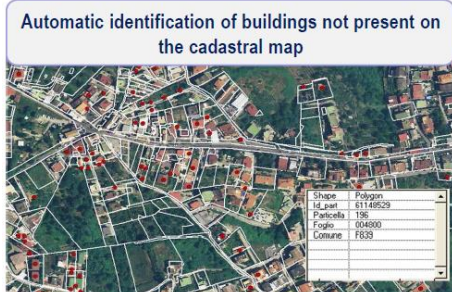 Automatic identification of buildings not present on
the cadastral map
Shape Polygon
Id_part 61148529
Particella 196
Foglio 004800
Comune F839